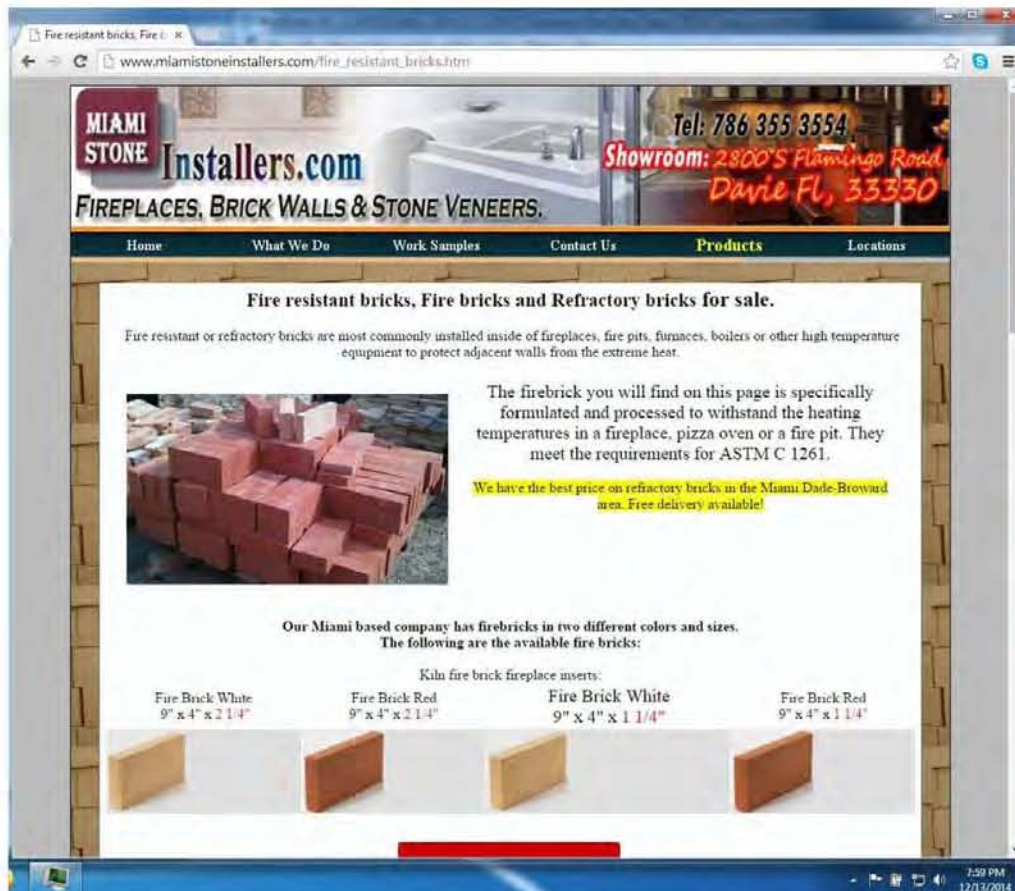 Fire resistant bricks, Fire b
www.miamistoneinstallers.com/fire_resistant_bricks.htm
MIAMI
STONE
Installers.com
FIREPLACES, BRICK WALLS & STONE VENEERS.
Tel: 786 355 3554
Showroom: 2800 S Flamingo Road
Davie Fl, 33330
Home What We Do Work Samples Contact Us Products Locations
Fire resistant bricks, Fire bricks and Refractory bricks for sale.
Fire resistant or refractory bricks are most commonly installed inside of fireplaces, fire pits, furnaces, boilers or other high temperature
equipment to protect adjacent walls from the extreme heat.
The firebrick you will find on this page is specifically
formulated and processed to withstand the heating
temperatures in a fireplace, pizza oven or a fire pit. They
meet the requirements for ASTM C 1261.
We have the best price on refractory bricks in the Miami Dade-Broward
area. Free delivery available!
Our Miami based company has firebricks in two different colors and sizes.
The following are the available fire bricks:
Kiln fire brick fireplace inserts:
Fire Brick White
9" x 4" x 2 1/4"
Fire Brick Red
9" x 4" x 2 1/4"
Fire Brick White
9" x 4" x 1 1/4"
Fire Brick Red
9" x 4" x 1 1/4"
7:59 PM
12/13/2014